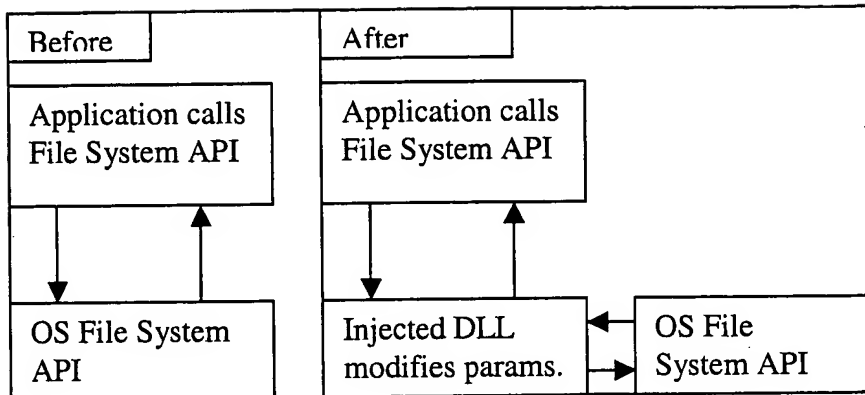 Before
Application calls
File System API
OS File System
API
After
Application calls
File System API
Injected DLL
modifies params.
OS File
System API